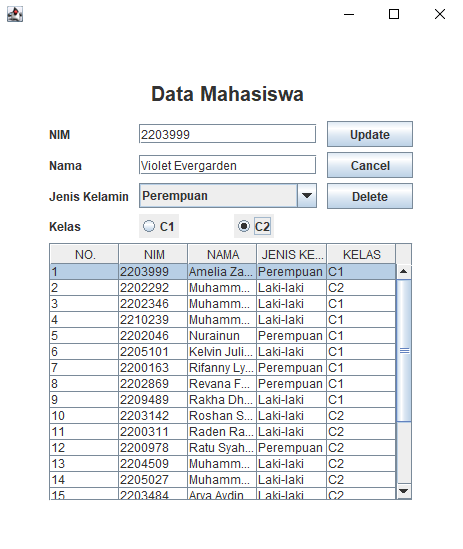 Data Mahasiswa
NIM 2203999 Update
Nama Violet Evergarden Cancel
Jenis Kelamin Perempuan Delete
Kelas C1 C2
NO. NIM NAMA JENIS KE... KELAS
1 2203999 Amelia Za... Perempuan C1
2 2202292 Muhamm... Laki-laki C2
3 2202346 Muhamm... Laki-laki C1
4 2210239 Muhamm... Laki-laki C1
5 2202046 Nurainun Perempuan C1
6 2205101 Kelvin Juli... Laki-laki C1
7 2200163 Rifanny Ly... Perempuan C1
8 2202869 Revana F... Perempuan C1
9 2209489 Rakha Dh... Laki-laki C1
10 2203142 Roshan S... Laki-laki C2
11 2200311 Raden Ra... Laki-laki C2
12 2200978 Ratu Syah... Perempuan C2
13 2204509 Muhamm... Laki-laki C2
14 2205027 Muhamm... Laki-laki C2
15 2203484 Arya Aydin Laki-laki C2